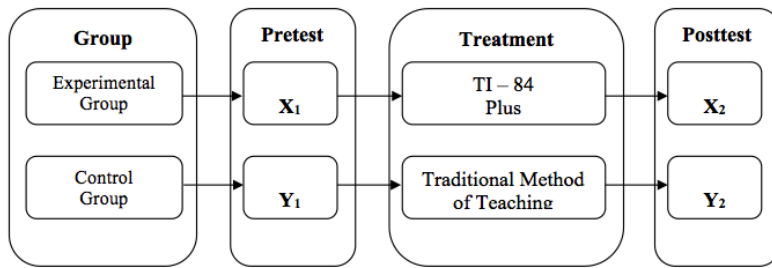 Group
Pretest
Treatment
Posttest
Experimental
Group
X₁
TI – 84
Plus
X₂
Control
Group
Y₁
Traditional Method
of Teaching
Y₂